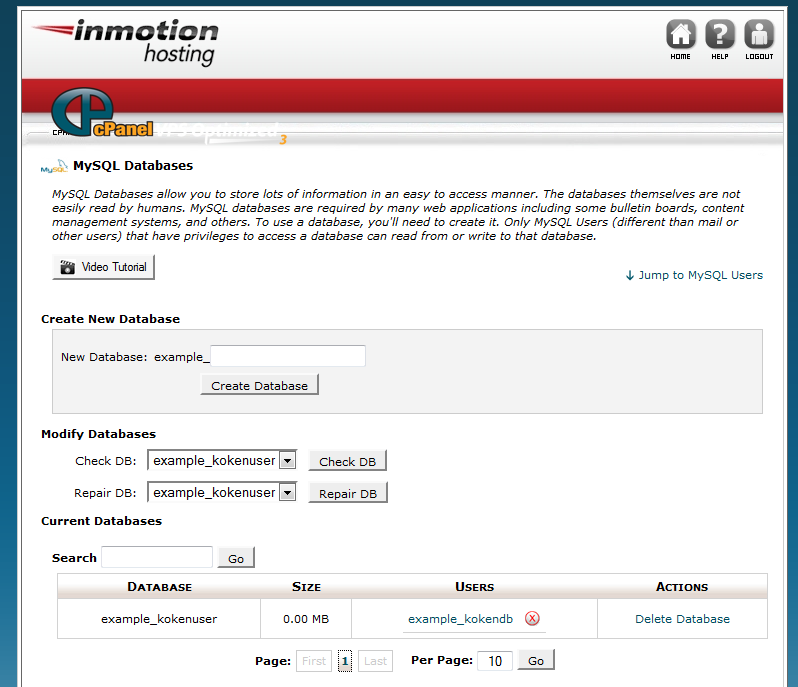 inmotion
hosting
HOME HELP LOGOUT
cPanel VPS Optimized 3
MySQL MySQL Databases
MySQL Databases allow you to store lots of information in an easy to access manner. The databases themselves are not
easily read by humans. MySQL databases are required by many web applications including some bulletin boards, content
management systems, and others. To use a database, you'll need to create it. Only MySQL Users (different than mail or
other users) that have privileges to access a database can read from or write to that database.
Video Tutorial
↓ Jump to MySQL Users
Create New Database
New Database: example_
Create Database
Modify Databases
Check DB: example_kokenuser Check DB
Repair DB: example_kokenuser Repair DB
Current Databases
Search Go
DATABASE SIZE USERS ACTIONS
example_kokenuser 0.00 MB example_kokendb Delete Database
Page: First 1 Last Per Page: 10 Go